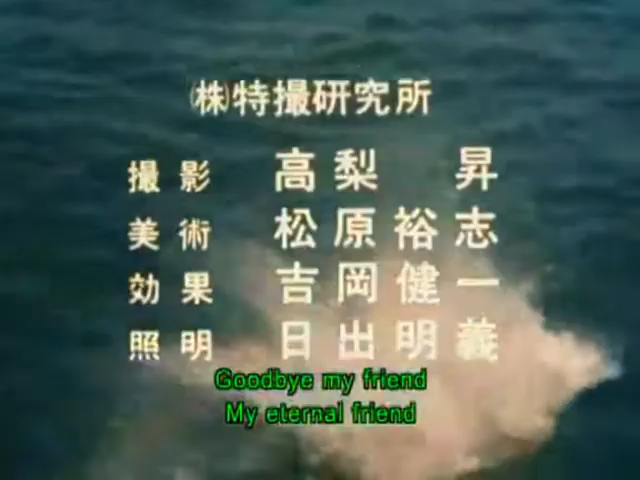 ㈱特撮研究所
撮影 高梨 昇
美術 松原裕志
効果 吉岡健一
照明 日出明義
Goodbye my friend
My eternal friend